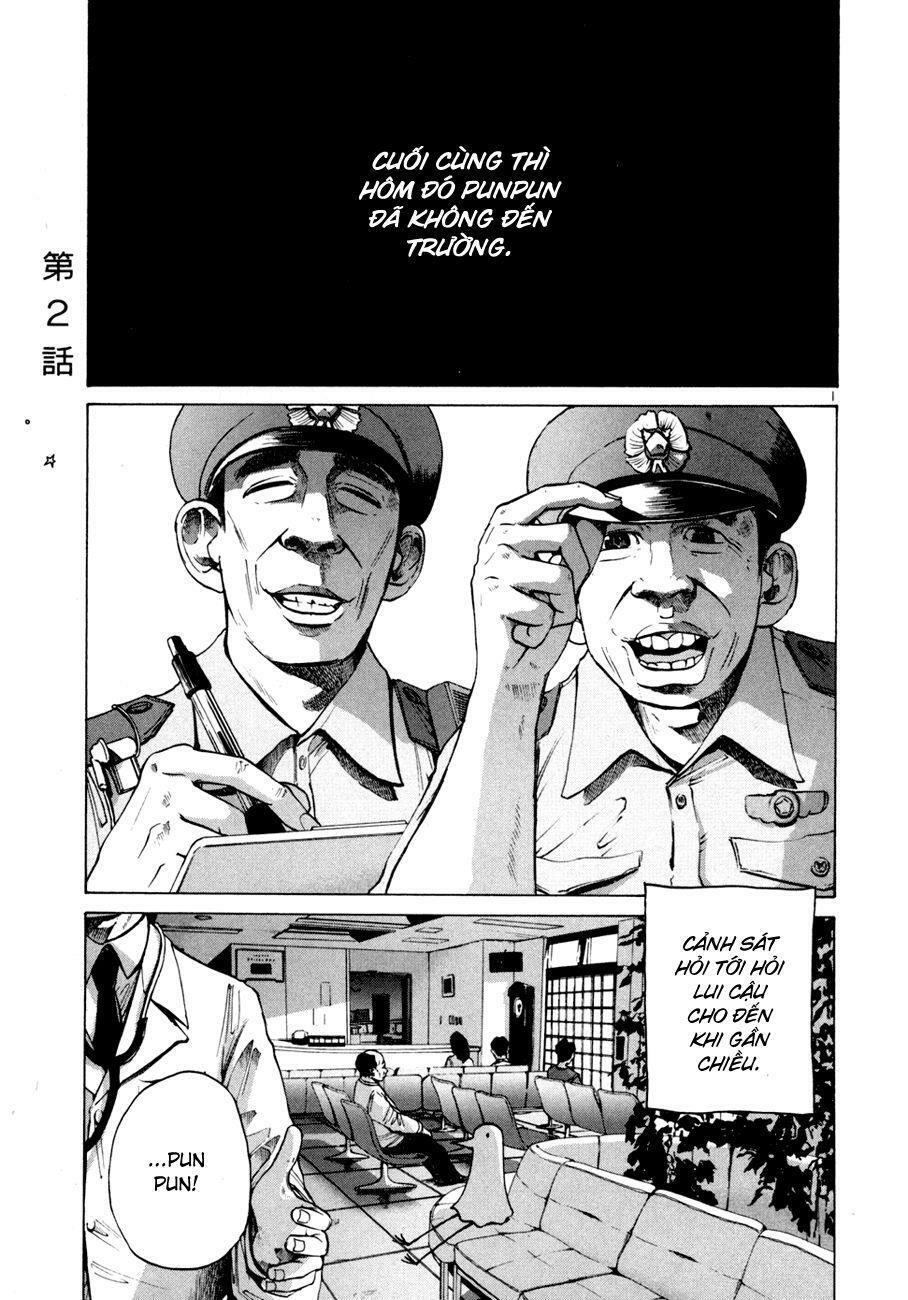 CUỐI CÙNG THÌ
HÔM ĐÓ PUNPUN
ĐÃ KHÔNG ĐẾN
TRƯỜNG.
第2話
1
CẢNH SÁT
HỎI TỚI HỎI
LUI CẬU
CHO ĐẾN
KHI GẦN
CHIỀU.
...PUN
PUN!